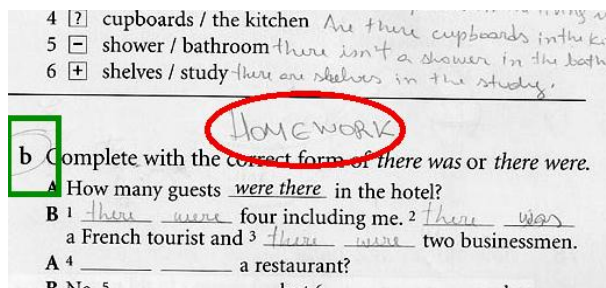 4 ? cupboards / the kitchen Are there cupboards in the ki
5 − shower / bathroom there isn't a shower in the bath
6 + shelves / study there are shelves in the study.
HOMEWORK
b Complete with the correct form of there was or there were.
A How many guests were there in the hotel?
B 1 there were four including me. 2 there was
a French tourist and 3 there were two businessmen.
A 4 ______ ______ a restaurant?
B No, 5